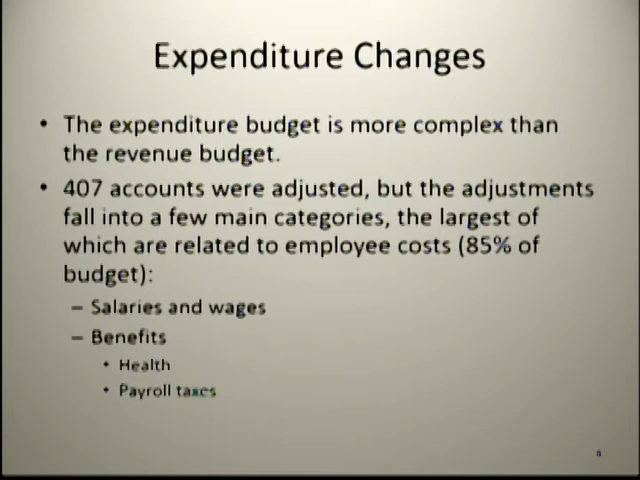 Expenditure Changes
• The expenditure budget is more complex than
the revenue budget.
• 407 accounts were adjusted, but the adjustments
fall into a few main categories, the largest of
which are related to employee costs (85% of
budget):
– Salaries and wages
– Benefits
• Health
• Payroll taxes
8